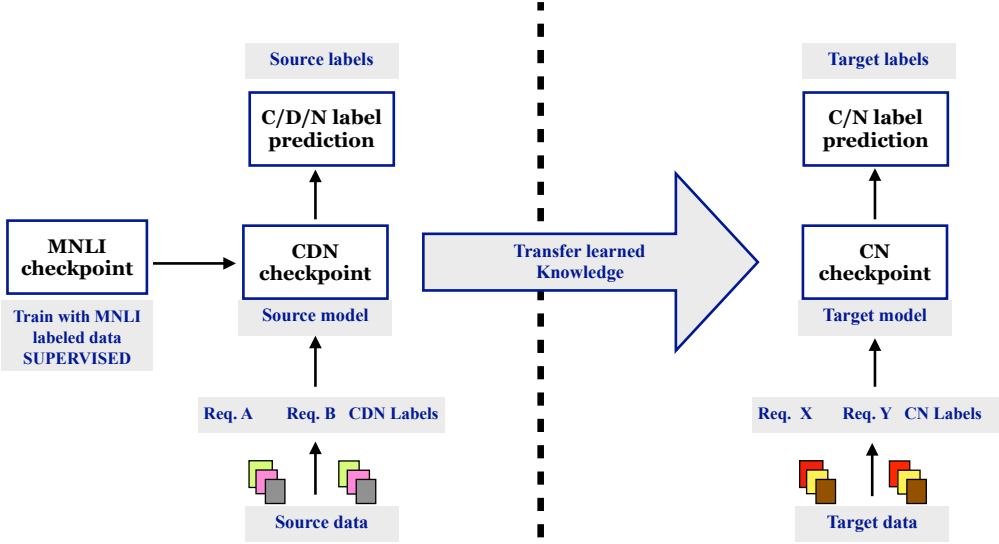 Source labels
C/D/N label
prediction
MNLI
checkpoint
Train with MNLI
labeled data
SUPERVISED
CDN
checkpoint
Source model
Req. A Req. B CDN Labels
Source data
Transfer learned
Knowledge
Target labels
C/N label
prediction
CN
checkpoint
Target model
Req. X Req. Y CN Labels
Target data